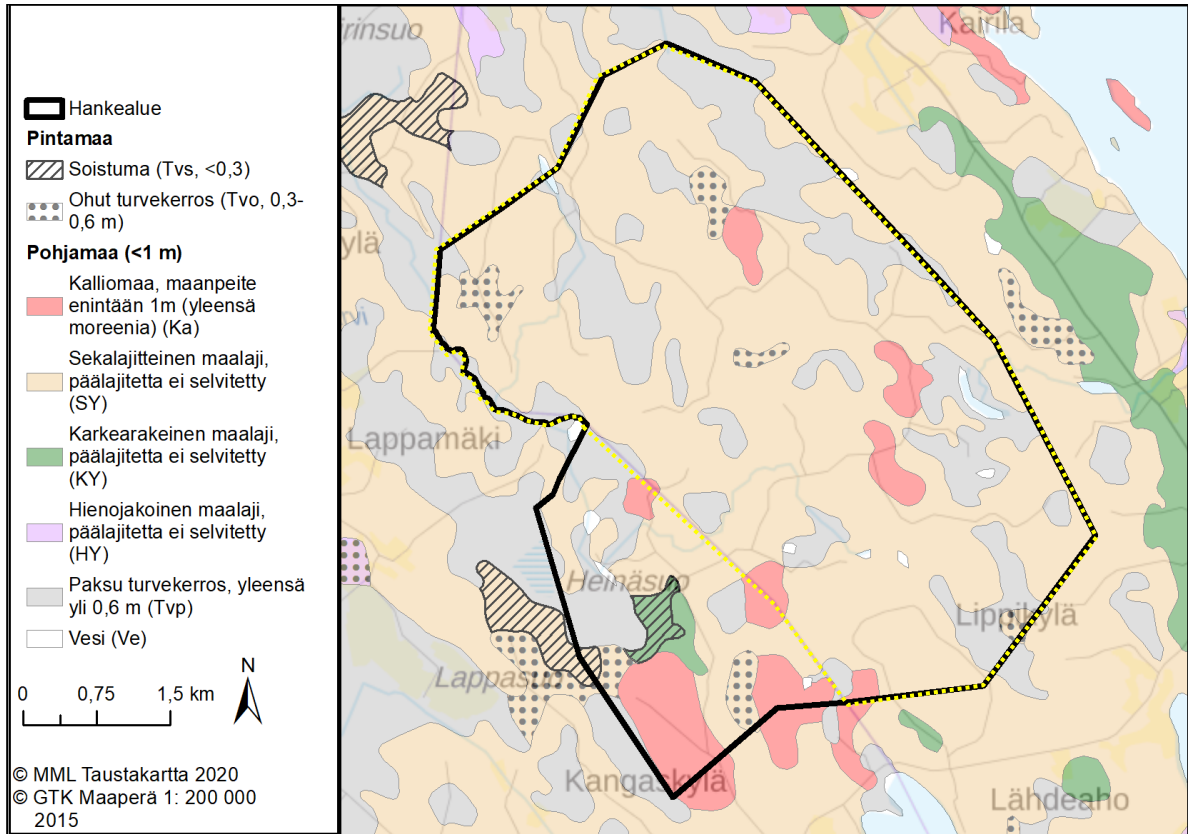 Hankealue
Pintamaa
Soistuma (Tvs, <0,3)
Ohut turvekerros (Tvo, 0,3-
0,6 m)
Pohjamaa (<1 m)
Kalliomaa, maanpeite
enintään 1m (yleensä
moreenia) (Ka)
Sekalajitteinen maalaji,
päälajitetta ei selvitetty
(SY)
Karkearakeinen maalaji,
päälajitetta ei selvitetty
(KY)
Hienojakoinen maalaji,
päälajitetta ei selvitetty
(HY)
Paksu turvekerros, yleensä
yli 0,6 m (Tvp)
Vesi (Ve)
N
0 0,75 1,5 km
© MML Taustakartta 2020
© GTK Maaperä 1: 200 000
2015
rinsuo
Kairila
ylä
rvi
Lappamäki
Heinäsuo
Lippikylä
Lappasuo
Kangaskylä
Lähdeaho